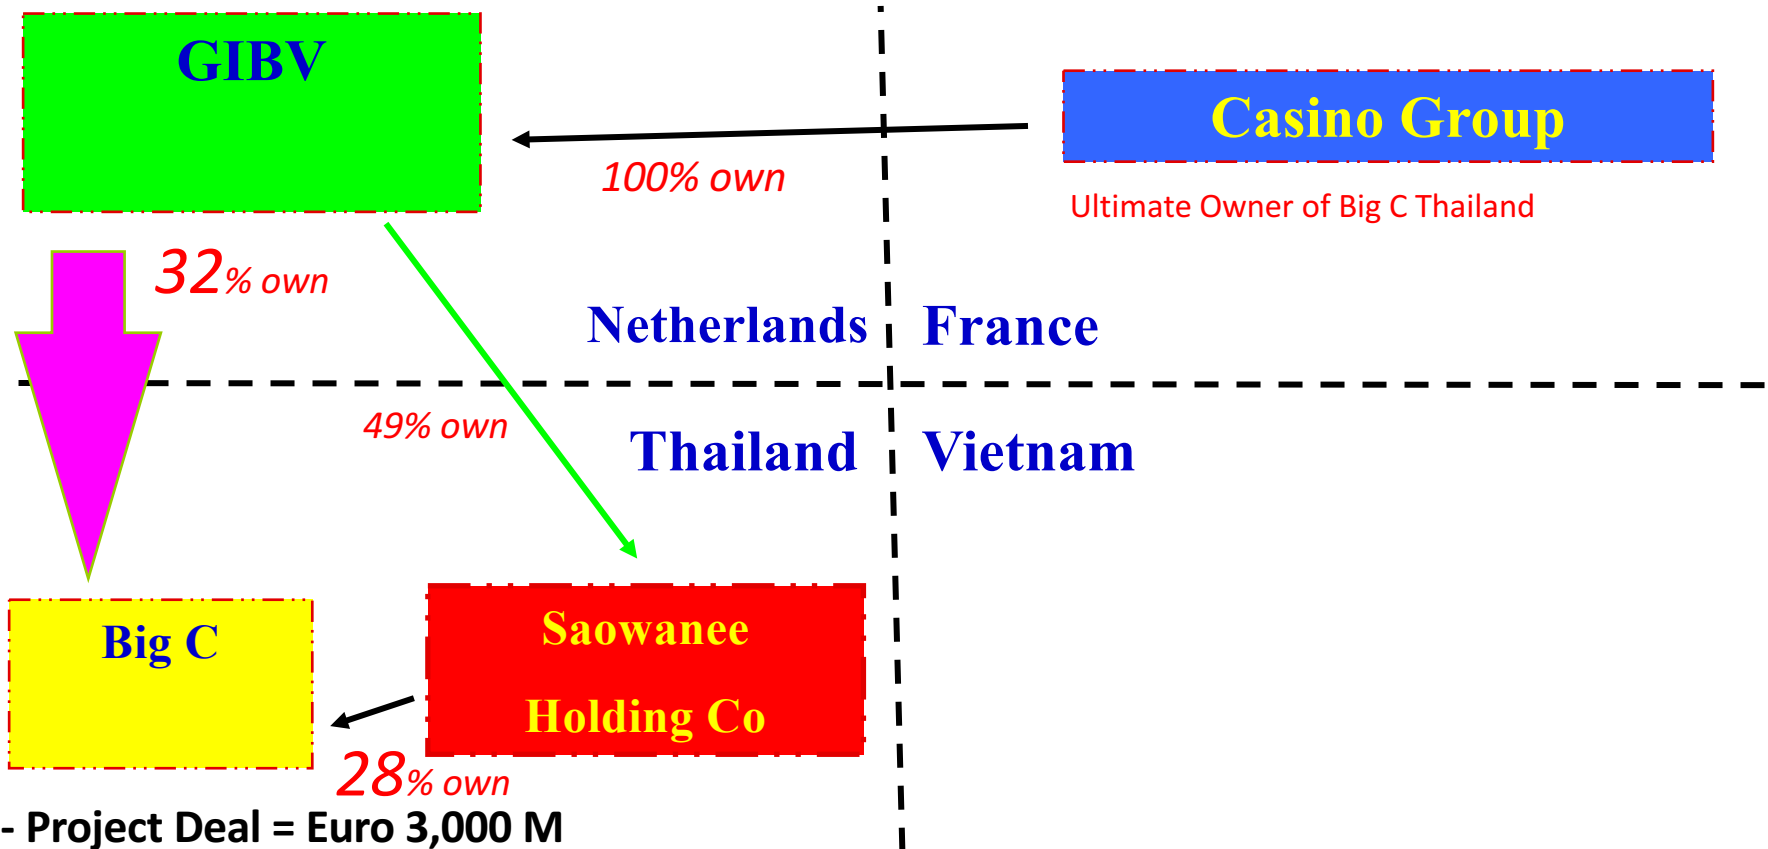 GIBV
Casino Group
100% own
Ultimate Owner of Big C Thailand
32% own
Netherlands
France
49% own
Thailand
Vietnam
Big C
Saowanee
Holding Co
28% own
- Project Deal = Euro 3,000 M